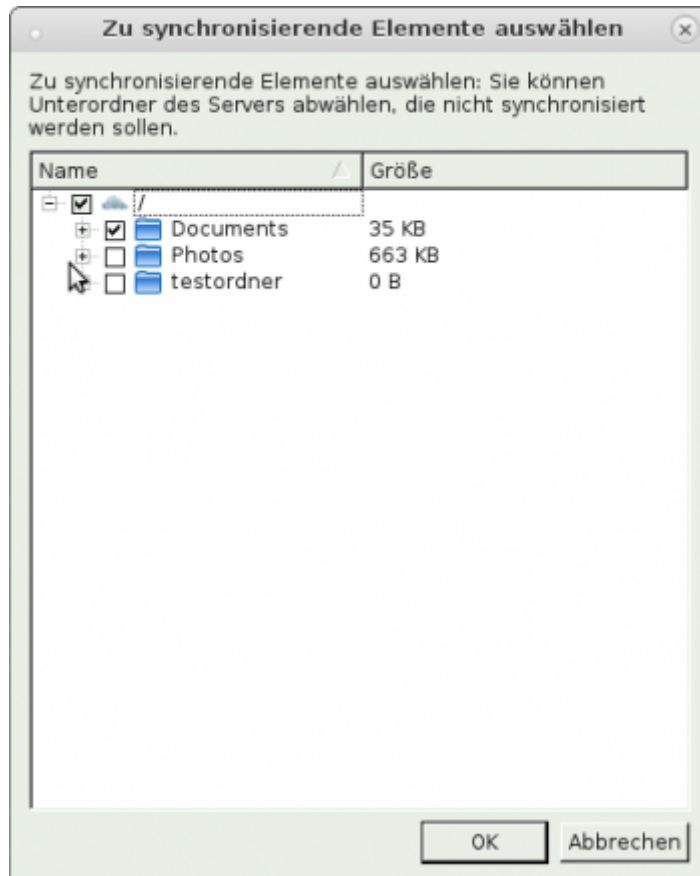 Zu synchronisierende Elemente auswählen
Zu synchronisierende Elemente auswählen: Sie können
Unterordner des Servers abwählen, die nicht synchronisiert
werden sollen.
Name Größe
/
Documents 35 KB
Photos 663 KB
testordner 0 B
OK Abbrechen